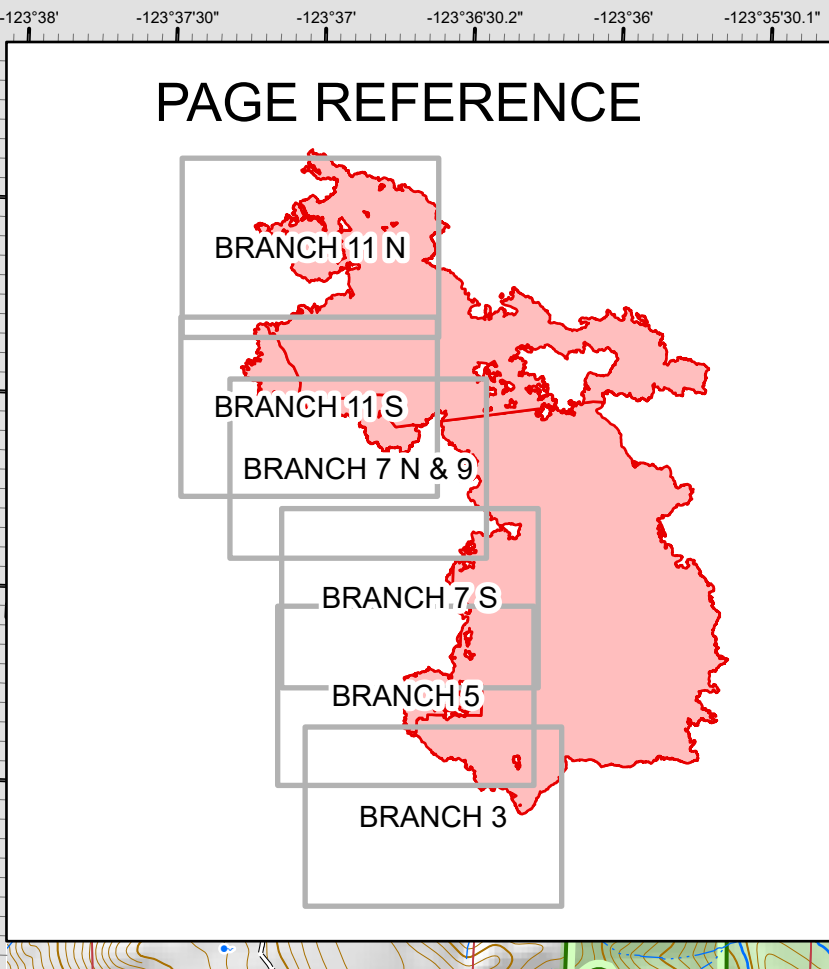 -123°38' -123°37'30" -123°37' -123°36'30.2" -123°36' -123°35'30.1"
PAGE REFERENCE
BRANCH 11 N
BRANCH 11 S
BRANCH 7 N & 9
BRANCH 7 S
BRANCH 5
BRANCH 3